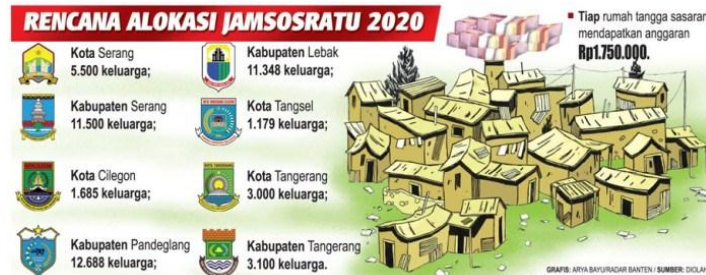 RENCANA ALOKASI JAMSOSRATU 2020
Kota Serang
5.500 keluarga;
Kabupaten Serang
11.500 keluarga;
Kota Cilegon
1.685 keluarga;
Kabupaten Pandeglang
12.688 keluarga;
Kabupaten Lebak
11.348 keluarga;
Kota Tangsel
1.179 keluarga;
Kota Tangerang
3.000 keluarga;
Kabupaten Tangerang
3.100 keluarga.
Tiap rumah tangga sasaran
mendapatkan anggaran
Rp1.750.000.
GRAFIS: ARYA BAYU/RADAR BANTEN / SUMBER: DIOLAH